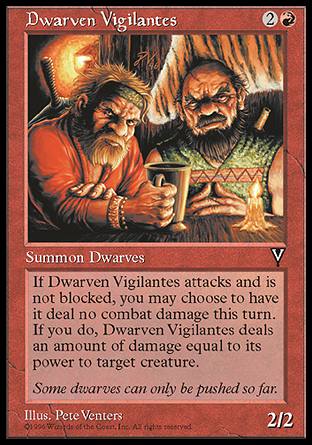 Dwarven Vigilantes 2
Summon Dwarves V
If Dwarven Vigilantes attacks and is
not blocked, you may choose to have
it deal no combat damage this turn.
If you do, Dwarven Vigilantes deals
an amount of damage equal to its
power to target creature.
Some dwarves can only be pushed so far.
Illus. Pete Venters
©1996 Wizards of the Coast, Inc. All rights reserved.
2/2